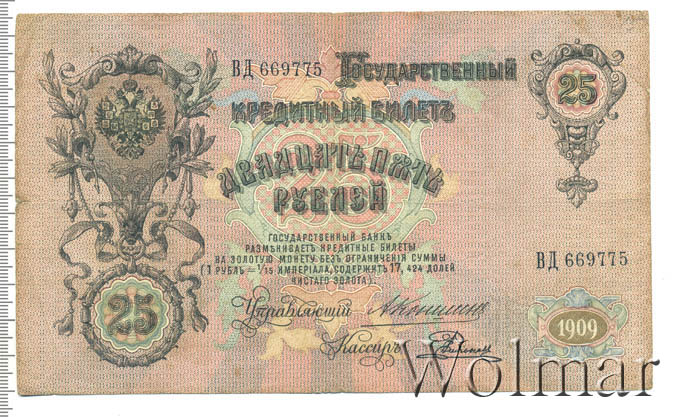 ВД 669775 Государственный
25
кредитный билетъ
двадцать пять
рублей
Государственный банкъ
размѣниваетъ кредитные билеты
на золотую монету безъ ограниченія суммы
(1 рубль = 1/15 имперіала, содержитъ 17,424 долей
чистаго золота).
ВД 669775
25
Управляющій
Кассиръ
1909
Wolmar